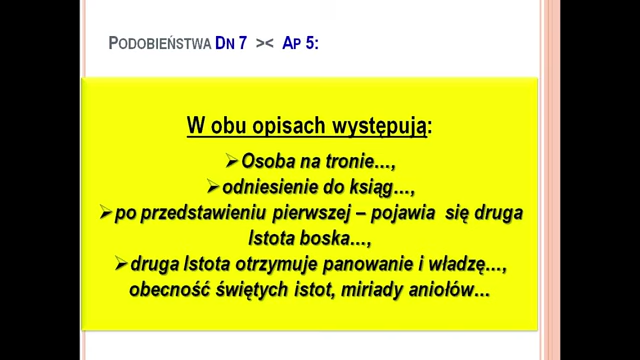 PODOBIEŃSTWA DN 7 >< AP 5:
W obu opisach występują:
➢Osoba na tronie…,
➢odniesienie do ksiąg…,
➢po przedstawieniu pierwszej – pojawia się druga
Istota boska…,
➢druga Istota otrzymuje panowanie i władzę…,
obecność świętych istot, miriady aniołów…